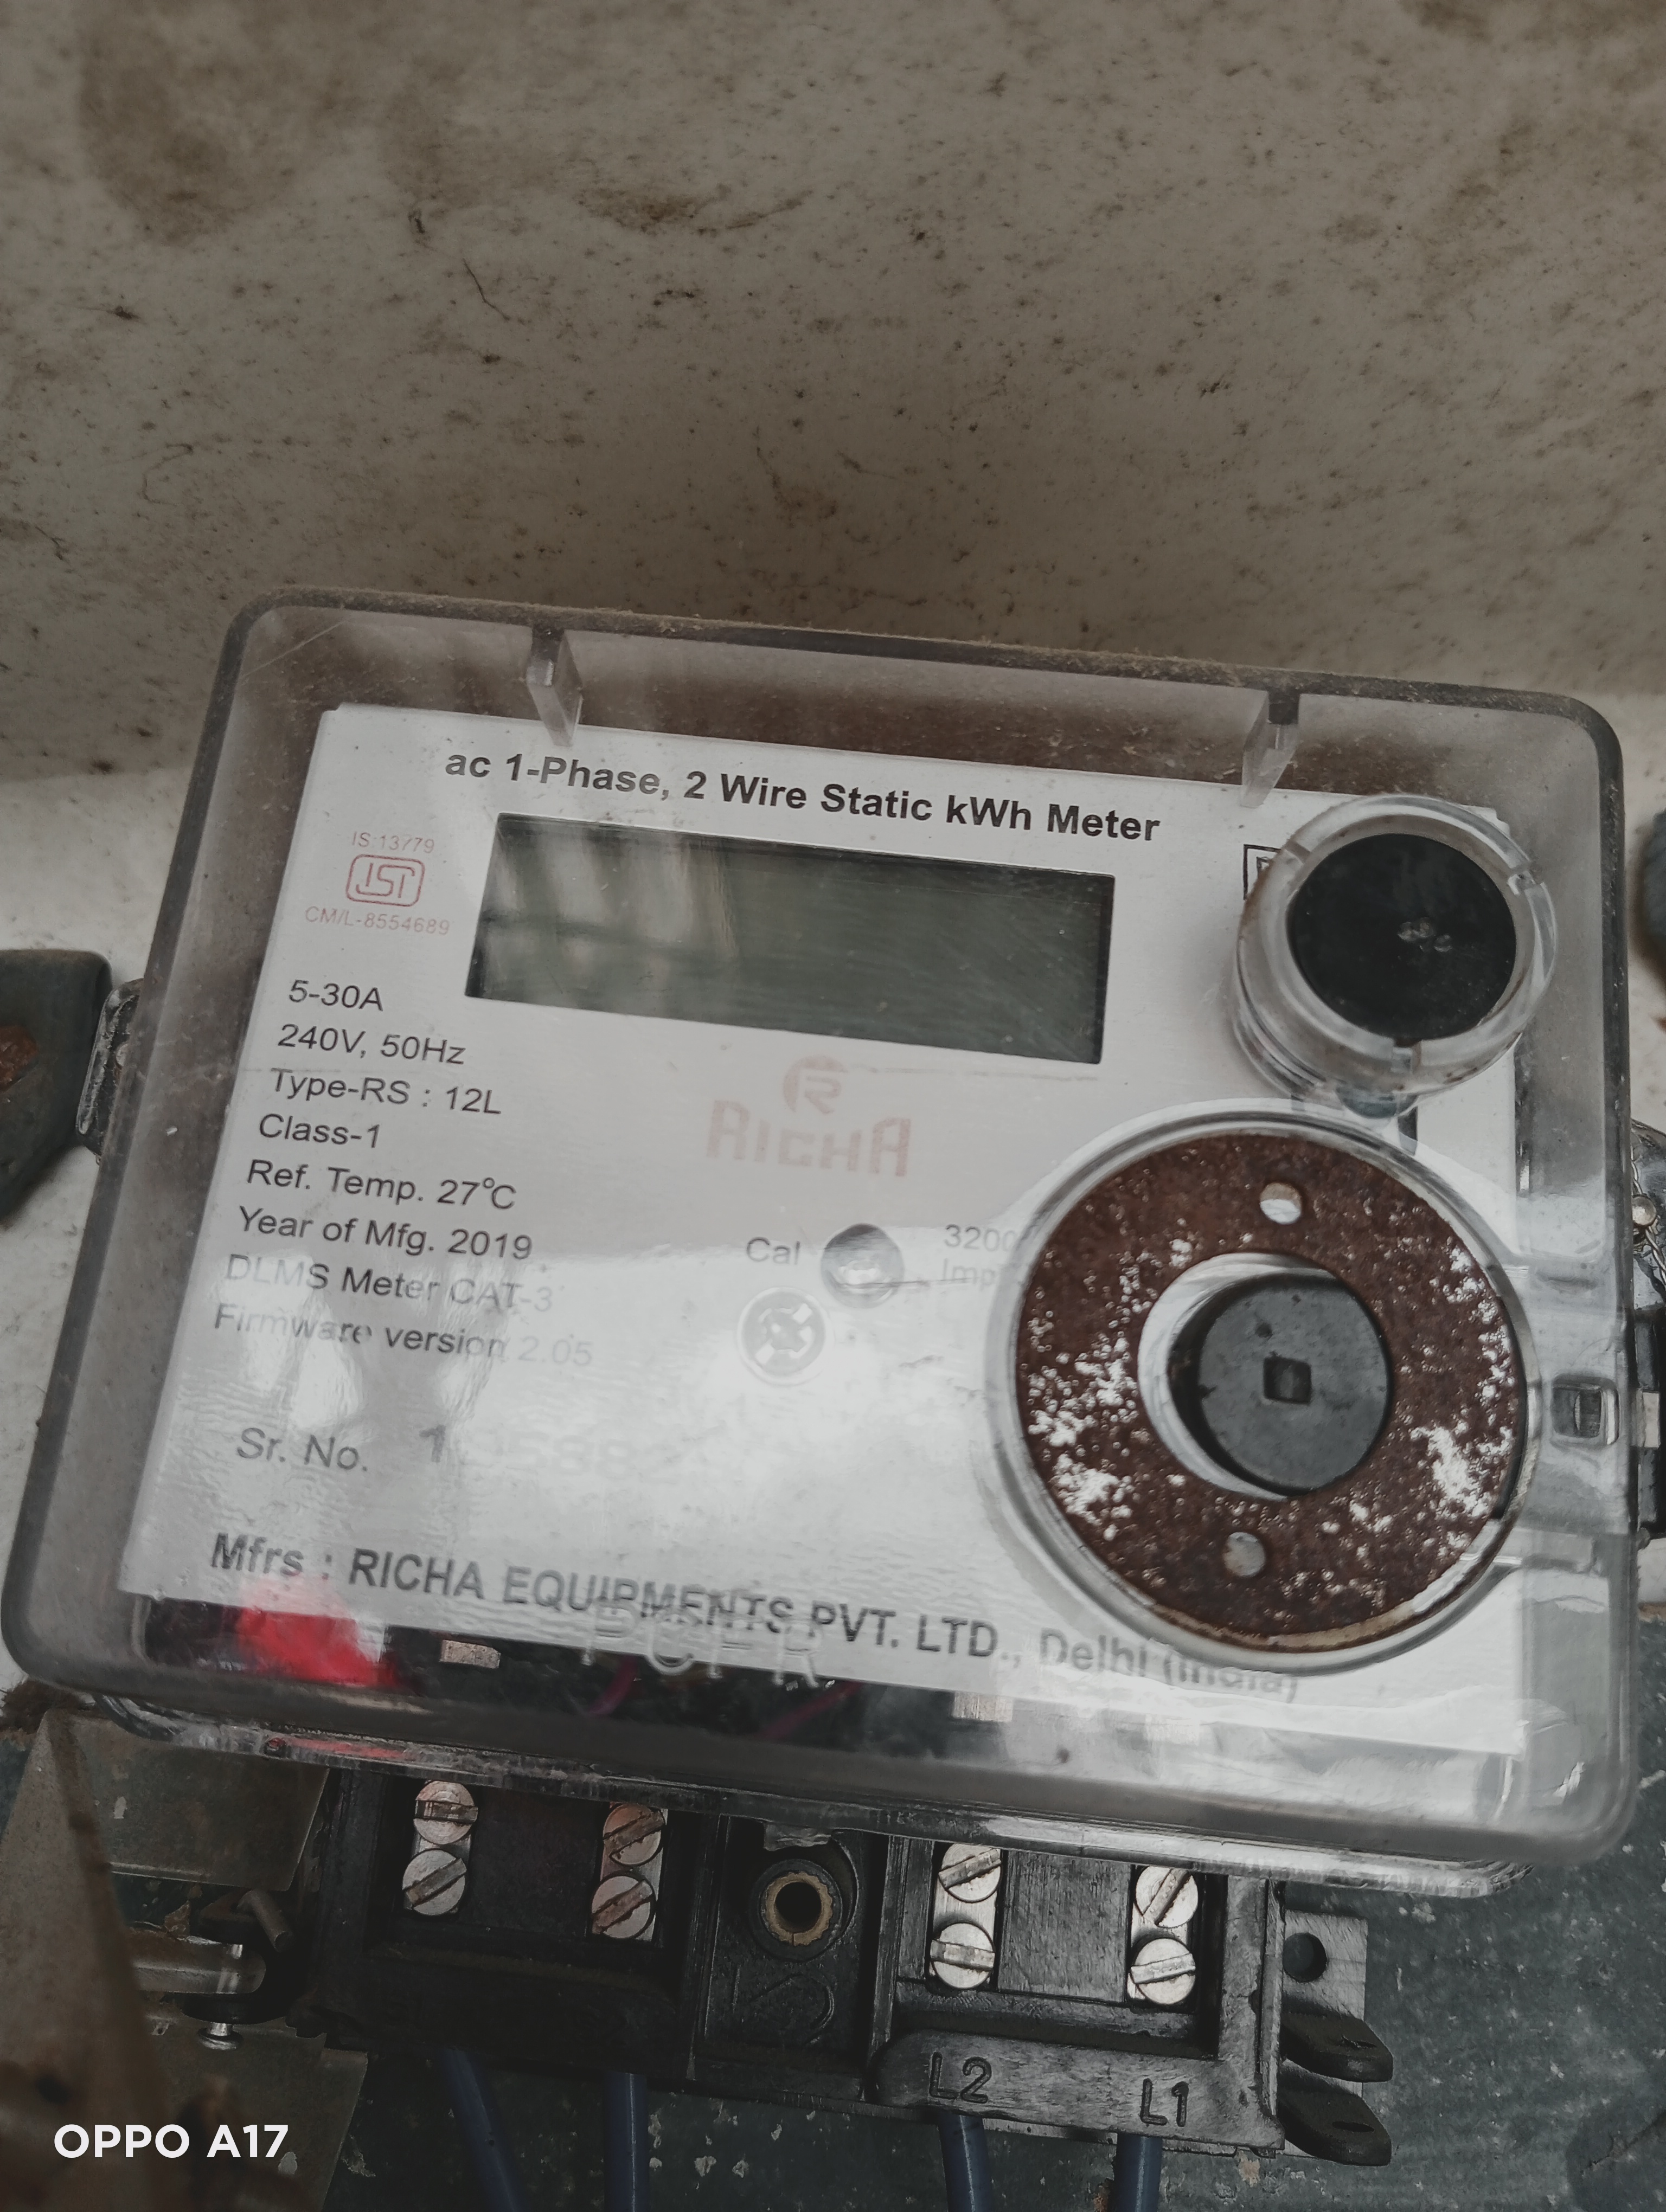 ac 1-Phase, 2 Wire Static kWh Meter
IS:13779
CM/L-8554689
5-30A
240V, 50Hz
Type-RS : 12L
Class-1
Ref. Temp. 27°C
Year of Mfg. 2019
DLMS Meter CAT-3
Firmware version 2.05
RICHA
Cal
3200
Imp
Sr. No.
Mfrs : RICHA EQUIPMENTS PVT. LTD., Delhi (India)
L2 L1
OPPO A17